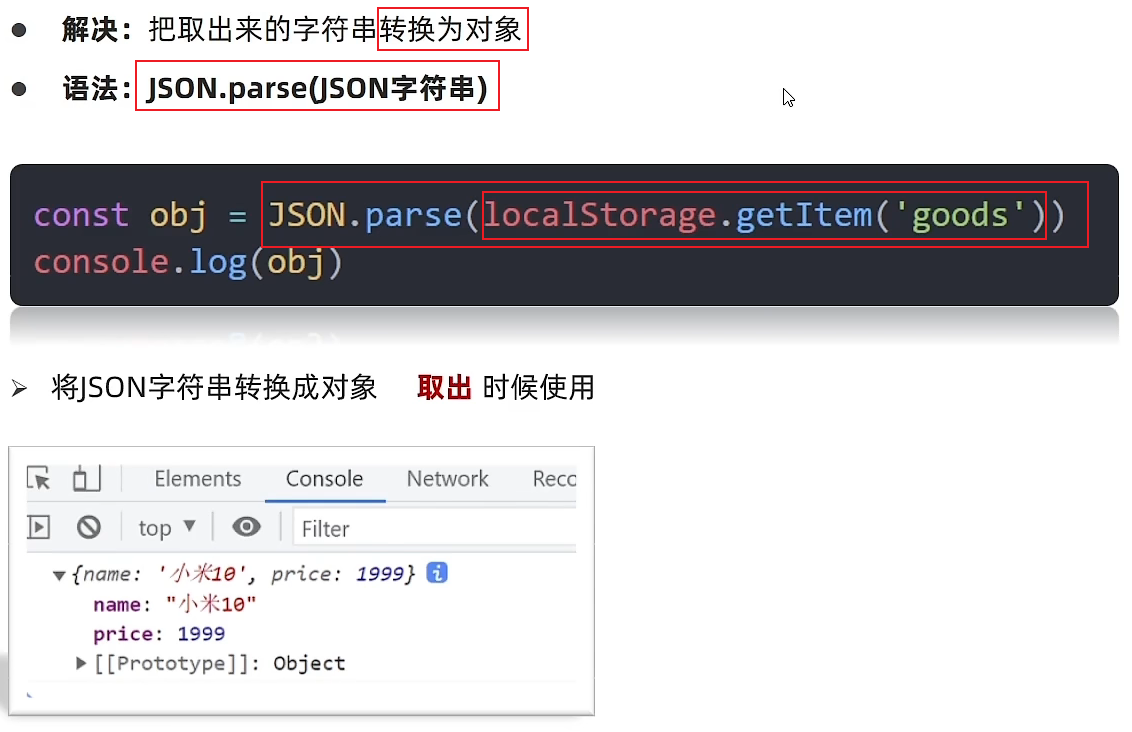 ● 解决：把取出来的字符串转换为对象
● 语法：JSON.parse(JSON字符串)
const obj = JSON.parse(localStorage.getItem('goods'))
console.log(obj)
➢ 将JSON字符串转换成对象 取出 时候使用
Elements Console Network Reco
top ▼ Filter
▼{name: '小米10', price: 1999} i
name: "小米10"
price: 1999
▶[[Prototype]]: Object